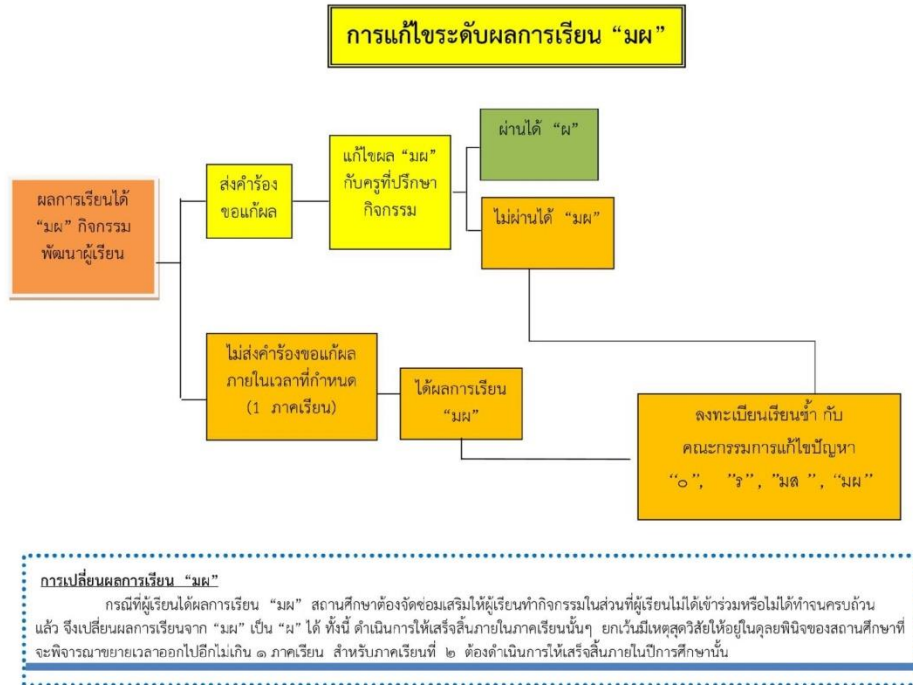 การแก้ไขระดับผลการเรียน “มผ”
ผลการเรียนได้
“มผ” กิจกรรม
พัฒนาผู้เรียน
ส่งคำร้อง
ขอแก้ผล
แก้ไขผล “มผ”
กับครูที่ปรึกษา
กิจกรรม
ผ่านได้ “ผ”
ไม่ผ่านได้ “มผ”
ไม่ส่งคำร้องขอแก้ผล
ภายในเวลาที่กำหนด
(1 ภาคเรียน)
ได้ผลการเรียน
“มผ”
ลงทะเบียนเรียนซ้ำ กับ
คณะกรรมการแก้ไขปัญหา
“๐”, ”ร”, ”มส ”, “มผ”
การเปลี่ยนผลการเรียน “มผ”
กรณีที่ผู้เรียนได้ผลการเรียน “มผ” สถานศึกษาต้องจัดซ่อมเสริมให้ผู้เรียนทำกิจกรรมในส่วนที่ผู้เรียนไม่ได้เข้าร่วมหรือไม่ได้ทำจนครบถ้วน
แล้ว จึงเปลี่ยนผลการเรียนจาก “มผ” เป็น “ผ” ได้ ทั้งนี้ ดำเนินการให้เสร็จสิ้นภายในภาคเรียนนั้นๆ ยกเว้นมีเหตุสุดวิสัยให้อยู่ในดุลยพินิจของสถานศึกษาที่
จะพิจารณาขยายเวลาออกไปอีกไม่เกิน ๑ ภาคเรียน สำหรับภาคเรียนที่ ๒ ต้องดำเนินการให้เสร็จสิ้นภายในปีการศึกษานั้น